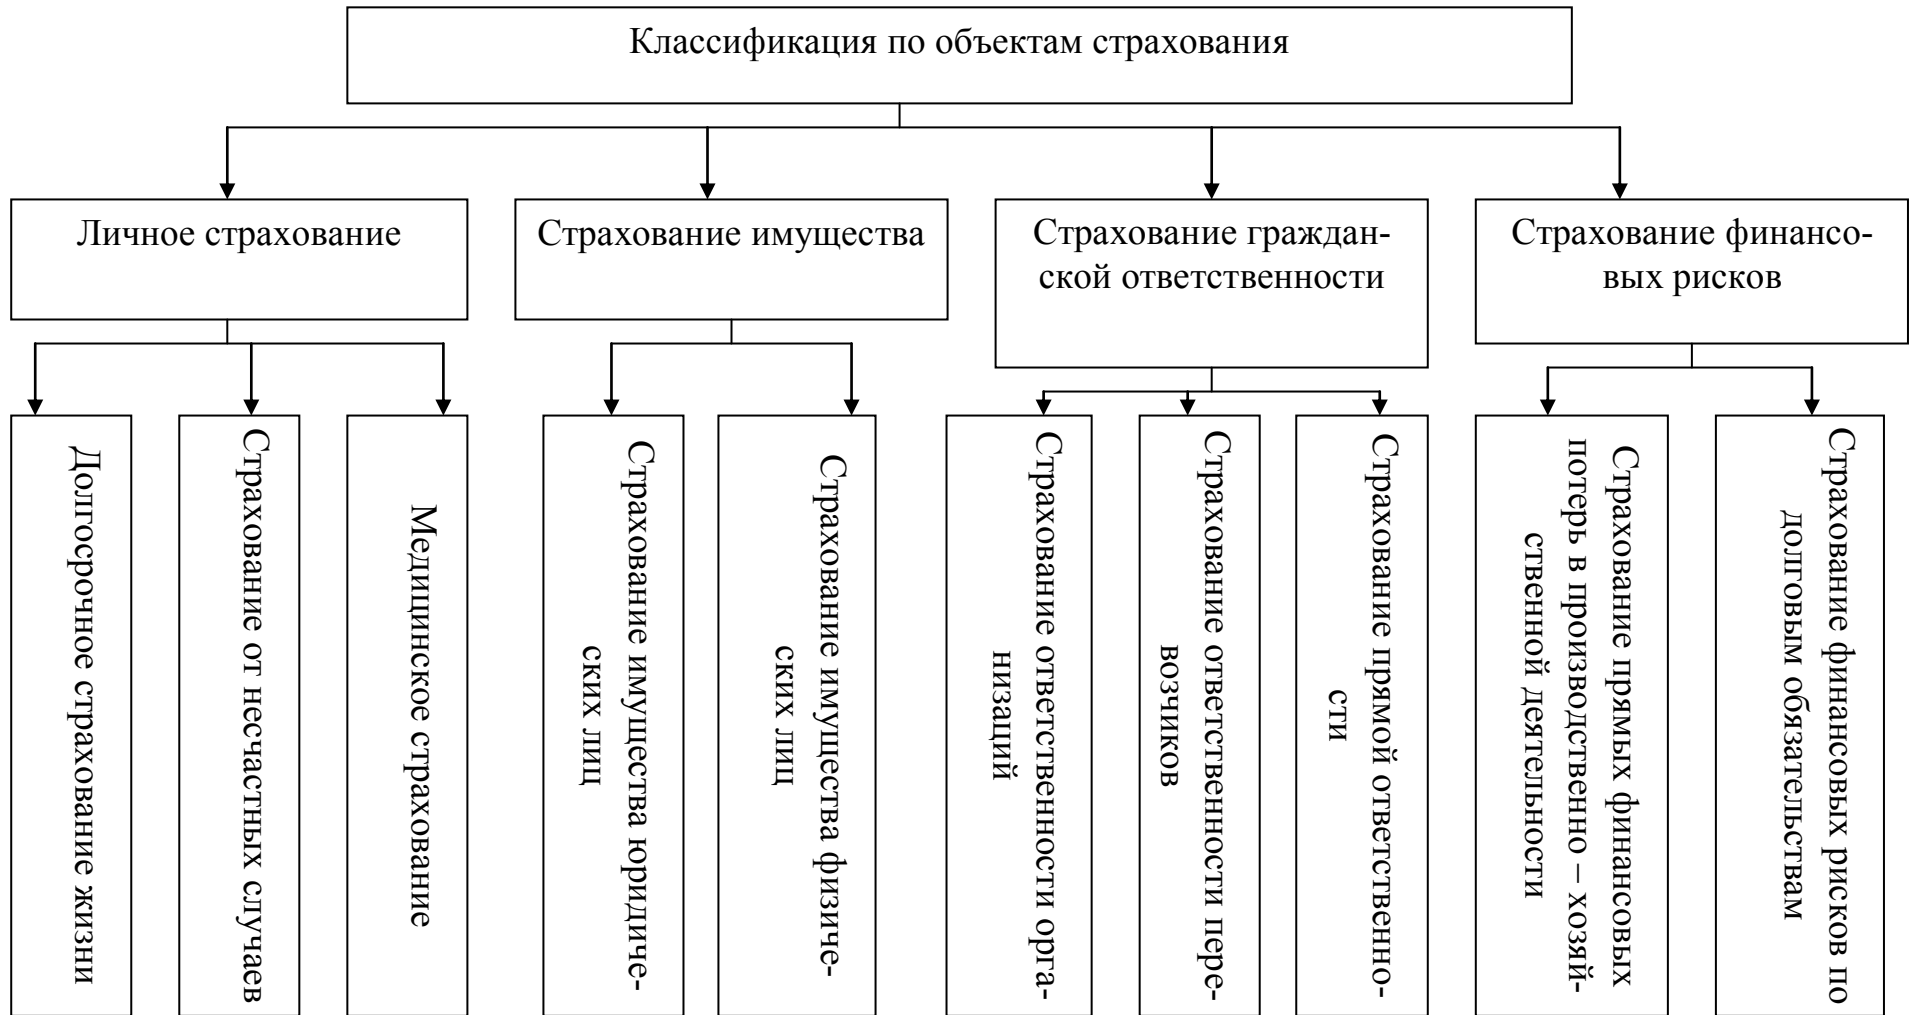 Классификация по объектам страхования
Личное страхование
Страхование имущества
Страхование граждан-
ской ответственности
Страхование финансо-
вых рисков
Долгосрочное страхование жизни
Страхование от несчастных случаев
Медицинское страхование
Страхование имущества юридиче-
ских лиц
Страхование имущества физиче-
ских лиц
Страхование ответственности орга-
низаций
Страхование ответственности пере-
возчиков
Страхование прямой ответственно-
сти
Страхование прямых финансовых
потерь в производственно – хозяй-
ственной деятельности
Страхование финансовых рисков по
долговым обязательствам